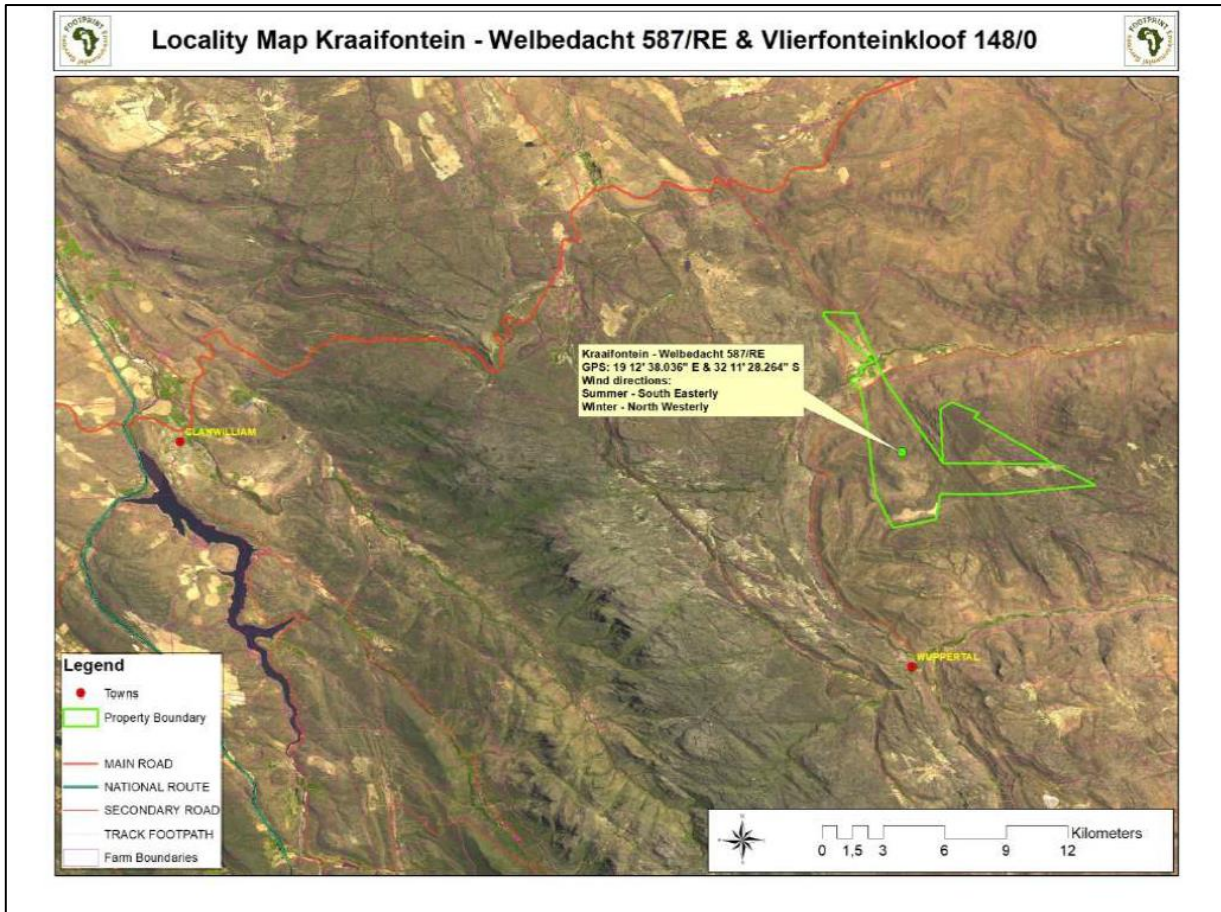 Locality Map Kraaifontein - Welbedacht 587/RE & Vlierfonteinkloof 148/0
FOOTPRINT
FOOTPRINT
Kraaifontein - Welbedacht 587/RE
GPS: 19 12' 38.036" E & 32 11' 28.264" S
Wind directions:
Summer - South Easterly
Winter - North Westerly
CLANWILLIAM
WUPPERTAL
Legend
Towns
Property Boundary
MAIN ROAD
NATIONAL ROUTE
SECONDARY ROAD
TRACK FOOTPATH
Farm Boundaries
Kilometers
0 1,5 3 6 9 12